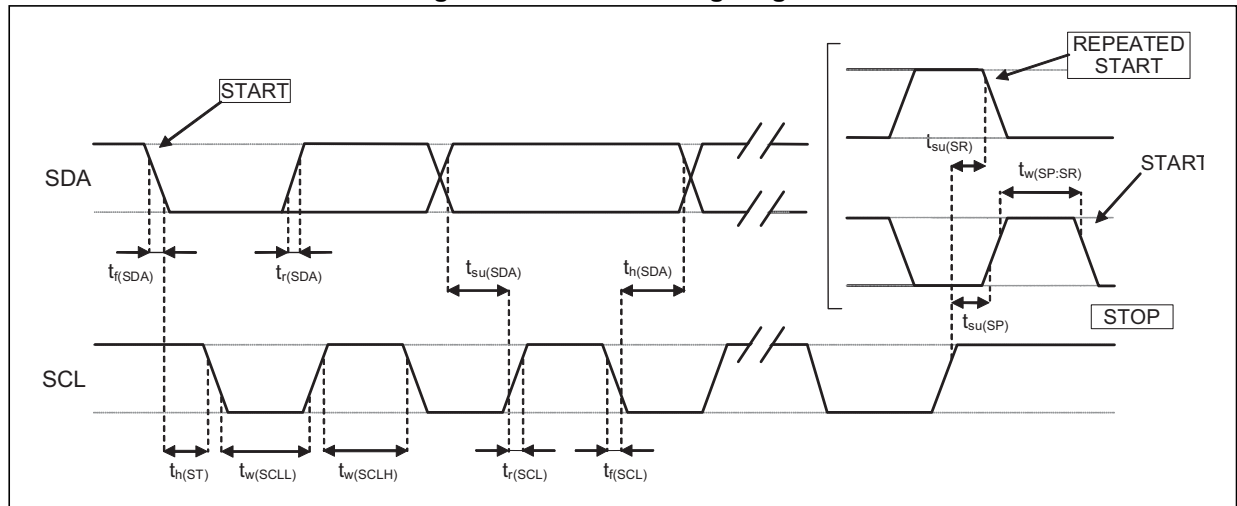 REPEATED
START
START
t_su(SR)
t_w(SP:SR)
START
SDA
t_f(SDA)
t_r(SDA)
t_su(SDA)
t_h(SDA)
t_su(SP)
STOP
SCL
t_h(ST)
t_w(SCLL)
t_w(SCLH)
t_r(SCL)
t_f(SCL)